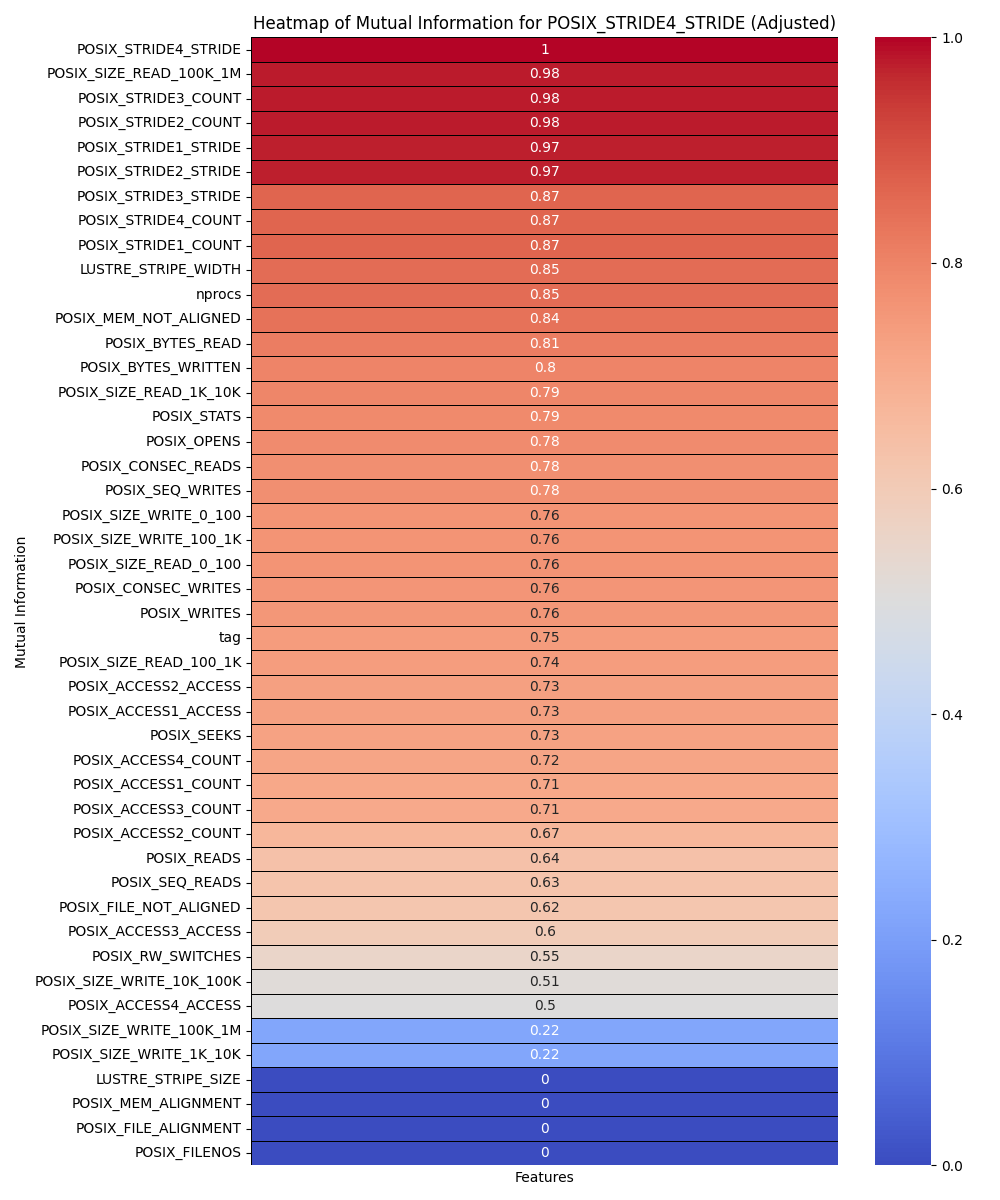 Heatmap of Mutual Information for POSIX_STRIDE4_STRIDE (Adjusted)
POSIX_STRIDE4_STRIDE 1
POSIX_SIZE_READ_100K_1M 0.98
POSIX_STRIDE3_COUNT 0.98
POSIX_STRIDE2_COUNT 0.98
POSIX_STRIDE1_STRIDE 0.97
POSIX_STRIDE2_STRIDE 0.97
POSIX_STRIDE3_STRIDE 0.87
POSIX_STRIDE4_COUNT 0.87
POSIX_STRIDE1_COUNT 0.87
LUSTRE_STRIPE_WIDTH 0.85
nprocs 0.85
POSIX_MEM_NOT_ALIGNED 0.84
POSIX_BYTES_READ 0.81
POSIX_BYTES_WRITTEN 0.8
POSIX_SIZE_READ_1K_10K 0.79
POSIX_STATS 0.79
POSIX_OPENS 0.78
POSIX_CONSEC_READS 0.78
POSIX_SEQ_WRITES 0.78
POSIX_SIZE_WRITE_0_100 0.76
POSIX_SIZE_WRITE_100_1K 0.76
POSIX_SIZE_READ_0_100 0.76
POSIX_CONSEC_WRITES 0.76
POSIX_WRITES 0.76
tag 0.75
POSIX_SIZE_READ_100_1K 0.74
POSIX_ACCESS2_ACCESS 0.73
POSIX_ACCESS1_ACCESS 0.73
POSIX_SEEKS 0.73
POSIX_ACCESS4_COUNT 0.72
POSIX_ACCESS1_COUNT 0.71
POSIX_ACCESS3_COUNT 0.71
POSIX_ACCESS2_COUNT 0.67
POSIX_READS 0.64
POSIX_SEQ_READS 0.63
POSIX_FILE_NOT_ALIGNED 0.62
POSIX_ACCESS3_ACCESS 0.6
POSIX_RW_SWITCHES 0.55
POSIX_SIZE_WRITE_10K_100K 0.51
POSIX_ACCESS4_ACCESS 0.5
POSIX_SIZE_WRITE_100K_1M 0.22
POSIX_SIZE_WRITE_1K_10K 0.22
LUSTRE_STRIPE_SIZE 0
POSIX_MEM_ALIGNMENT 0
POSIX_FILE_ALIGNMENT 0
POSIX_FILENOS 0
Mutual Information
Features
1.0
0.8
0.6
0.4
0.2
0.0